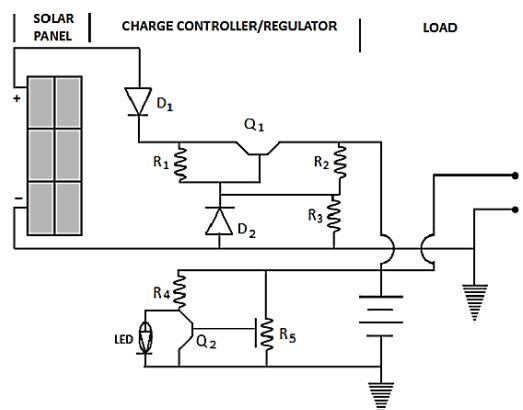 SOLAR
PANEL
CHARGE CONTROLLER/REGULATOR
LOAD
+
D1
Q1
R1
R2
−
D2
R3
R4
LED
Q2
R5